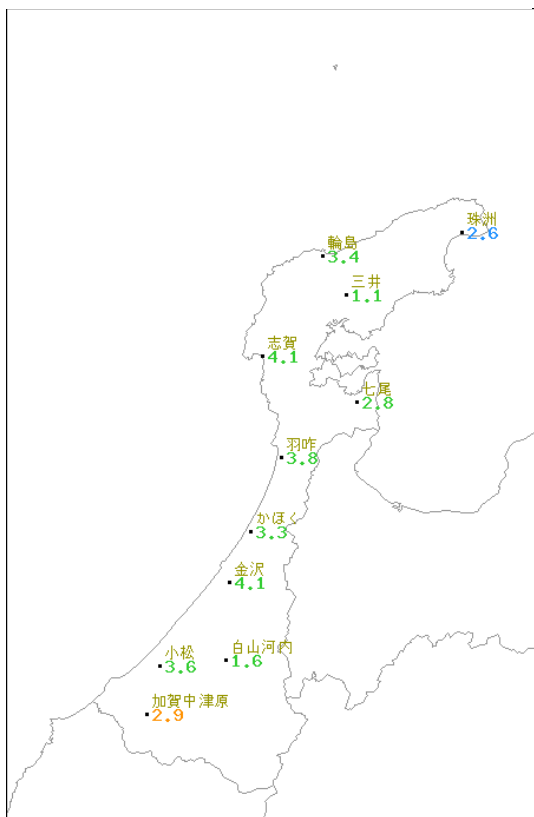 珠洲
2.6
輪島
3.4
三井
1.1
志賀
4.1
七尾
2.8
羽咋
3.8
かほく
3.3
金沢
4.1
白山河内
1.6
小松
3.6
加賀中津原
2.9